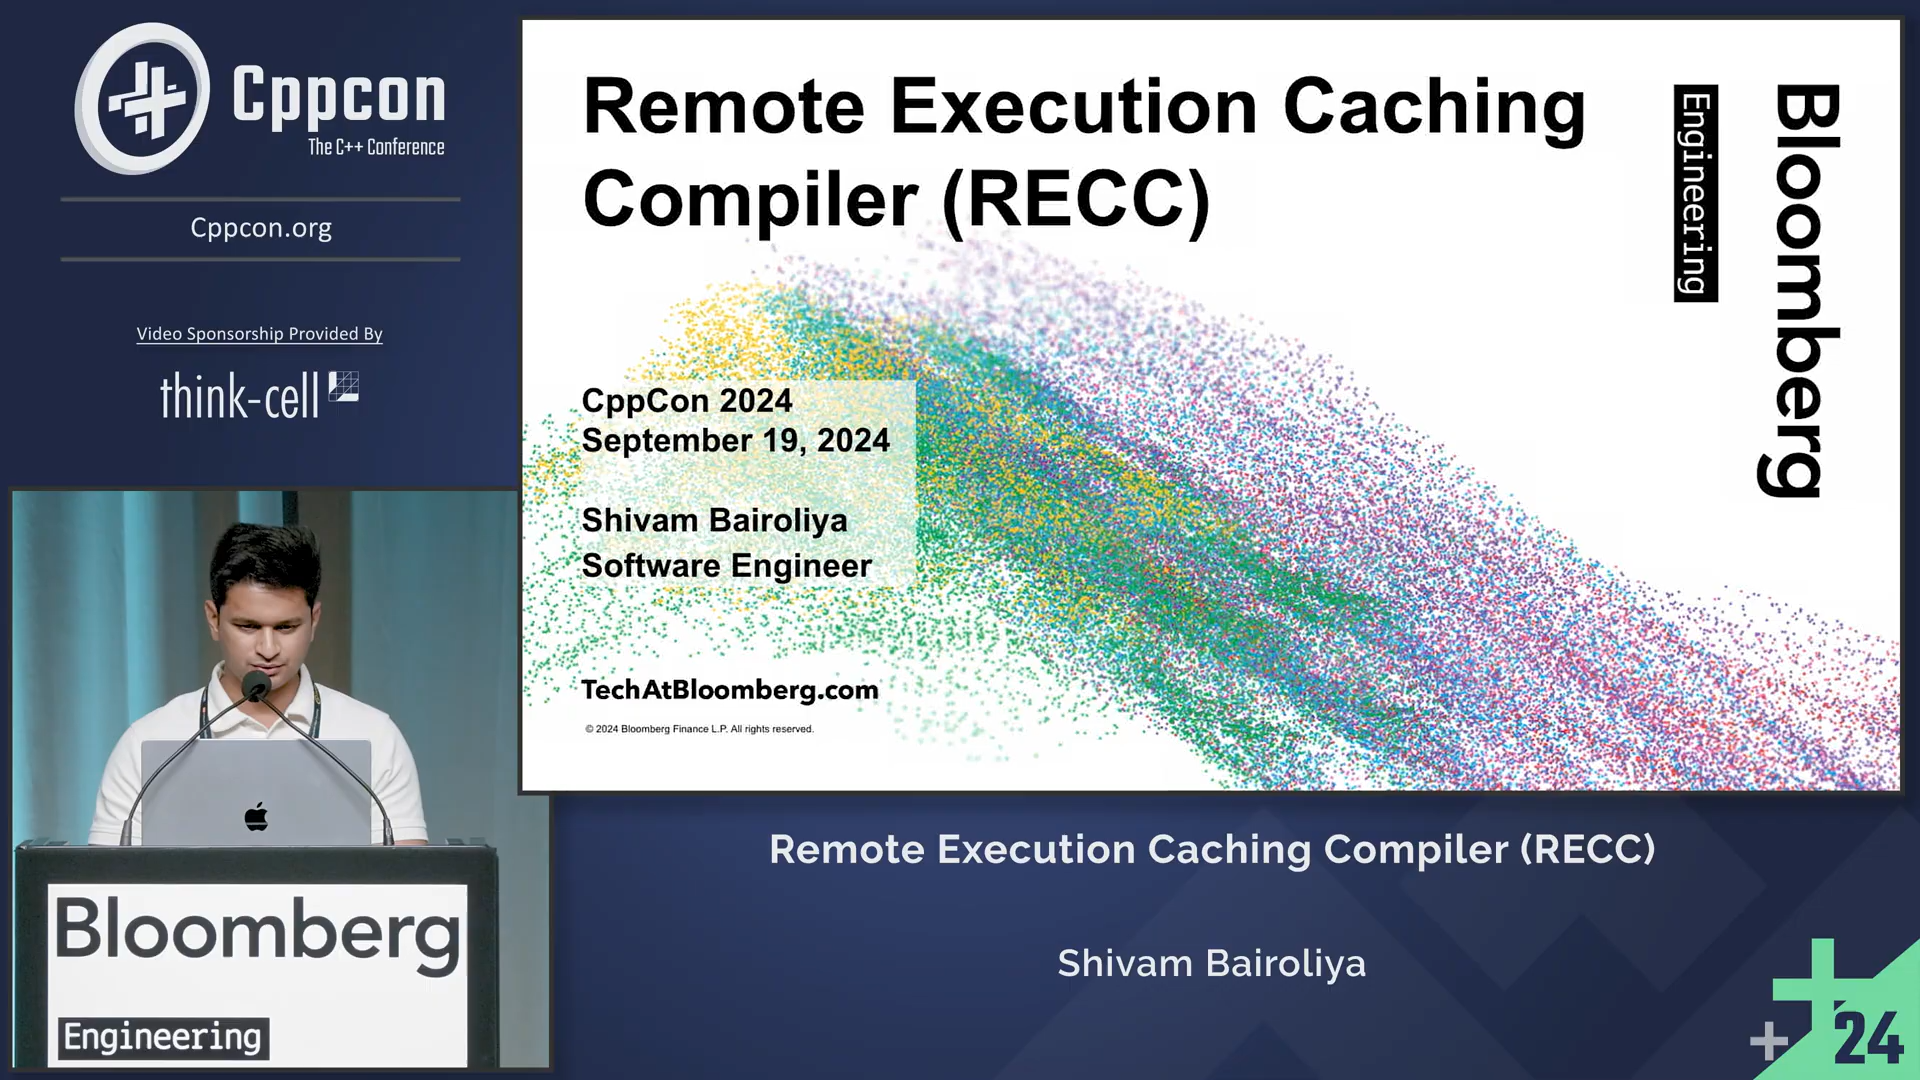 Cppcon
The C++ Conference
Cppcon.org
Video Sponsorship Provided By
think-cell
Remote Execution Caching
Compiler (RECC)
Engineering
Bloomberg
CppCon 2024
September 19, 2024
Shivam Bairoliya
Software Engineer
TechAtBloomberg.com
© 2024 Bloomberg Finance L.P. All rights reserved.
Bloomberg
Engineering
Remote Execution Caching Compiler (RECC)
Shivam Bairoliya
24